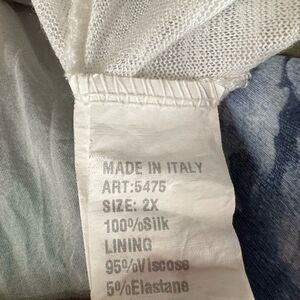 MADE IN ITALY
ART:5475
SIZE: 2X
100%Silk
LINING
95%Viscose
5%Elastane